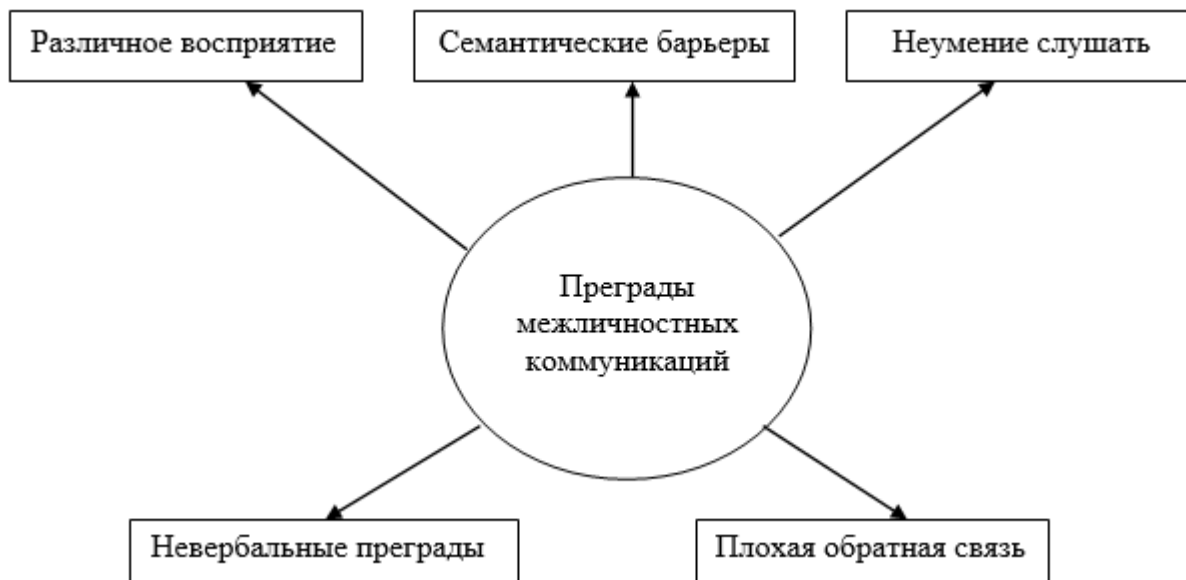 Различное восприятие
Семантические барьеры
Неумение слушать
Преграды
межличностных
коммуникаций
Невербальные преграды
Плохая обратная связь